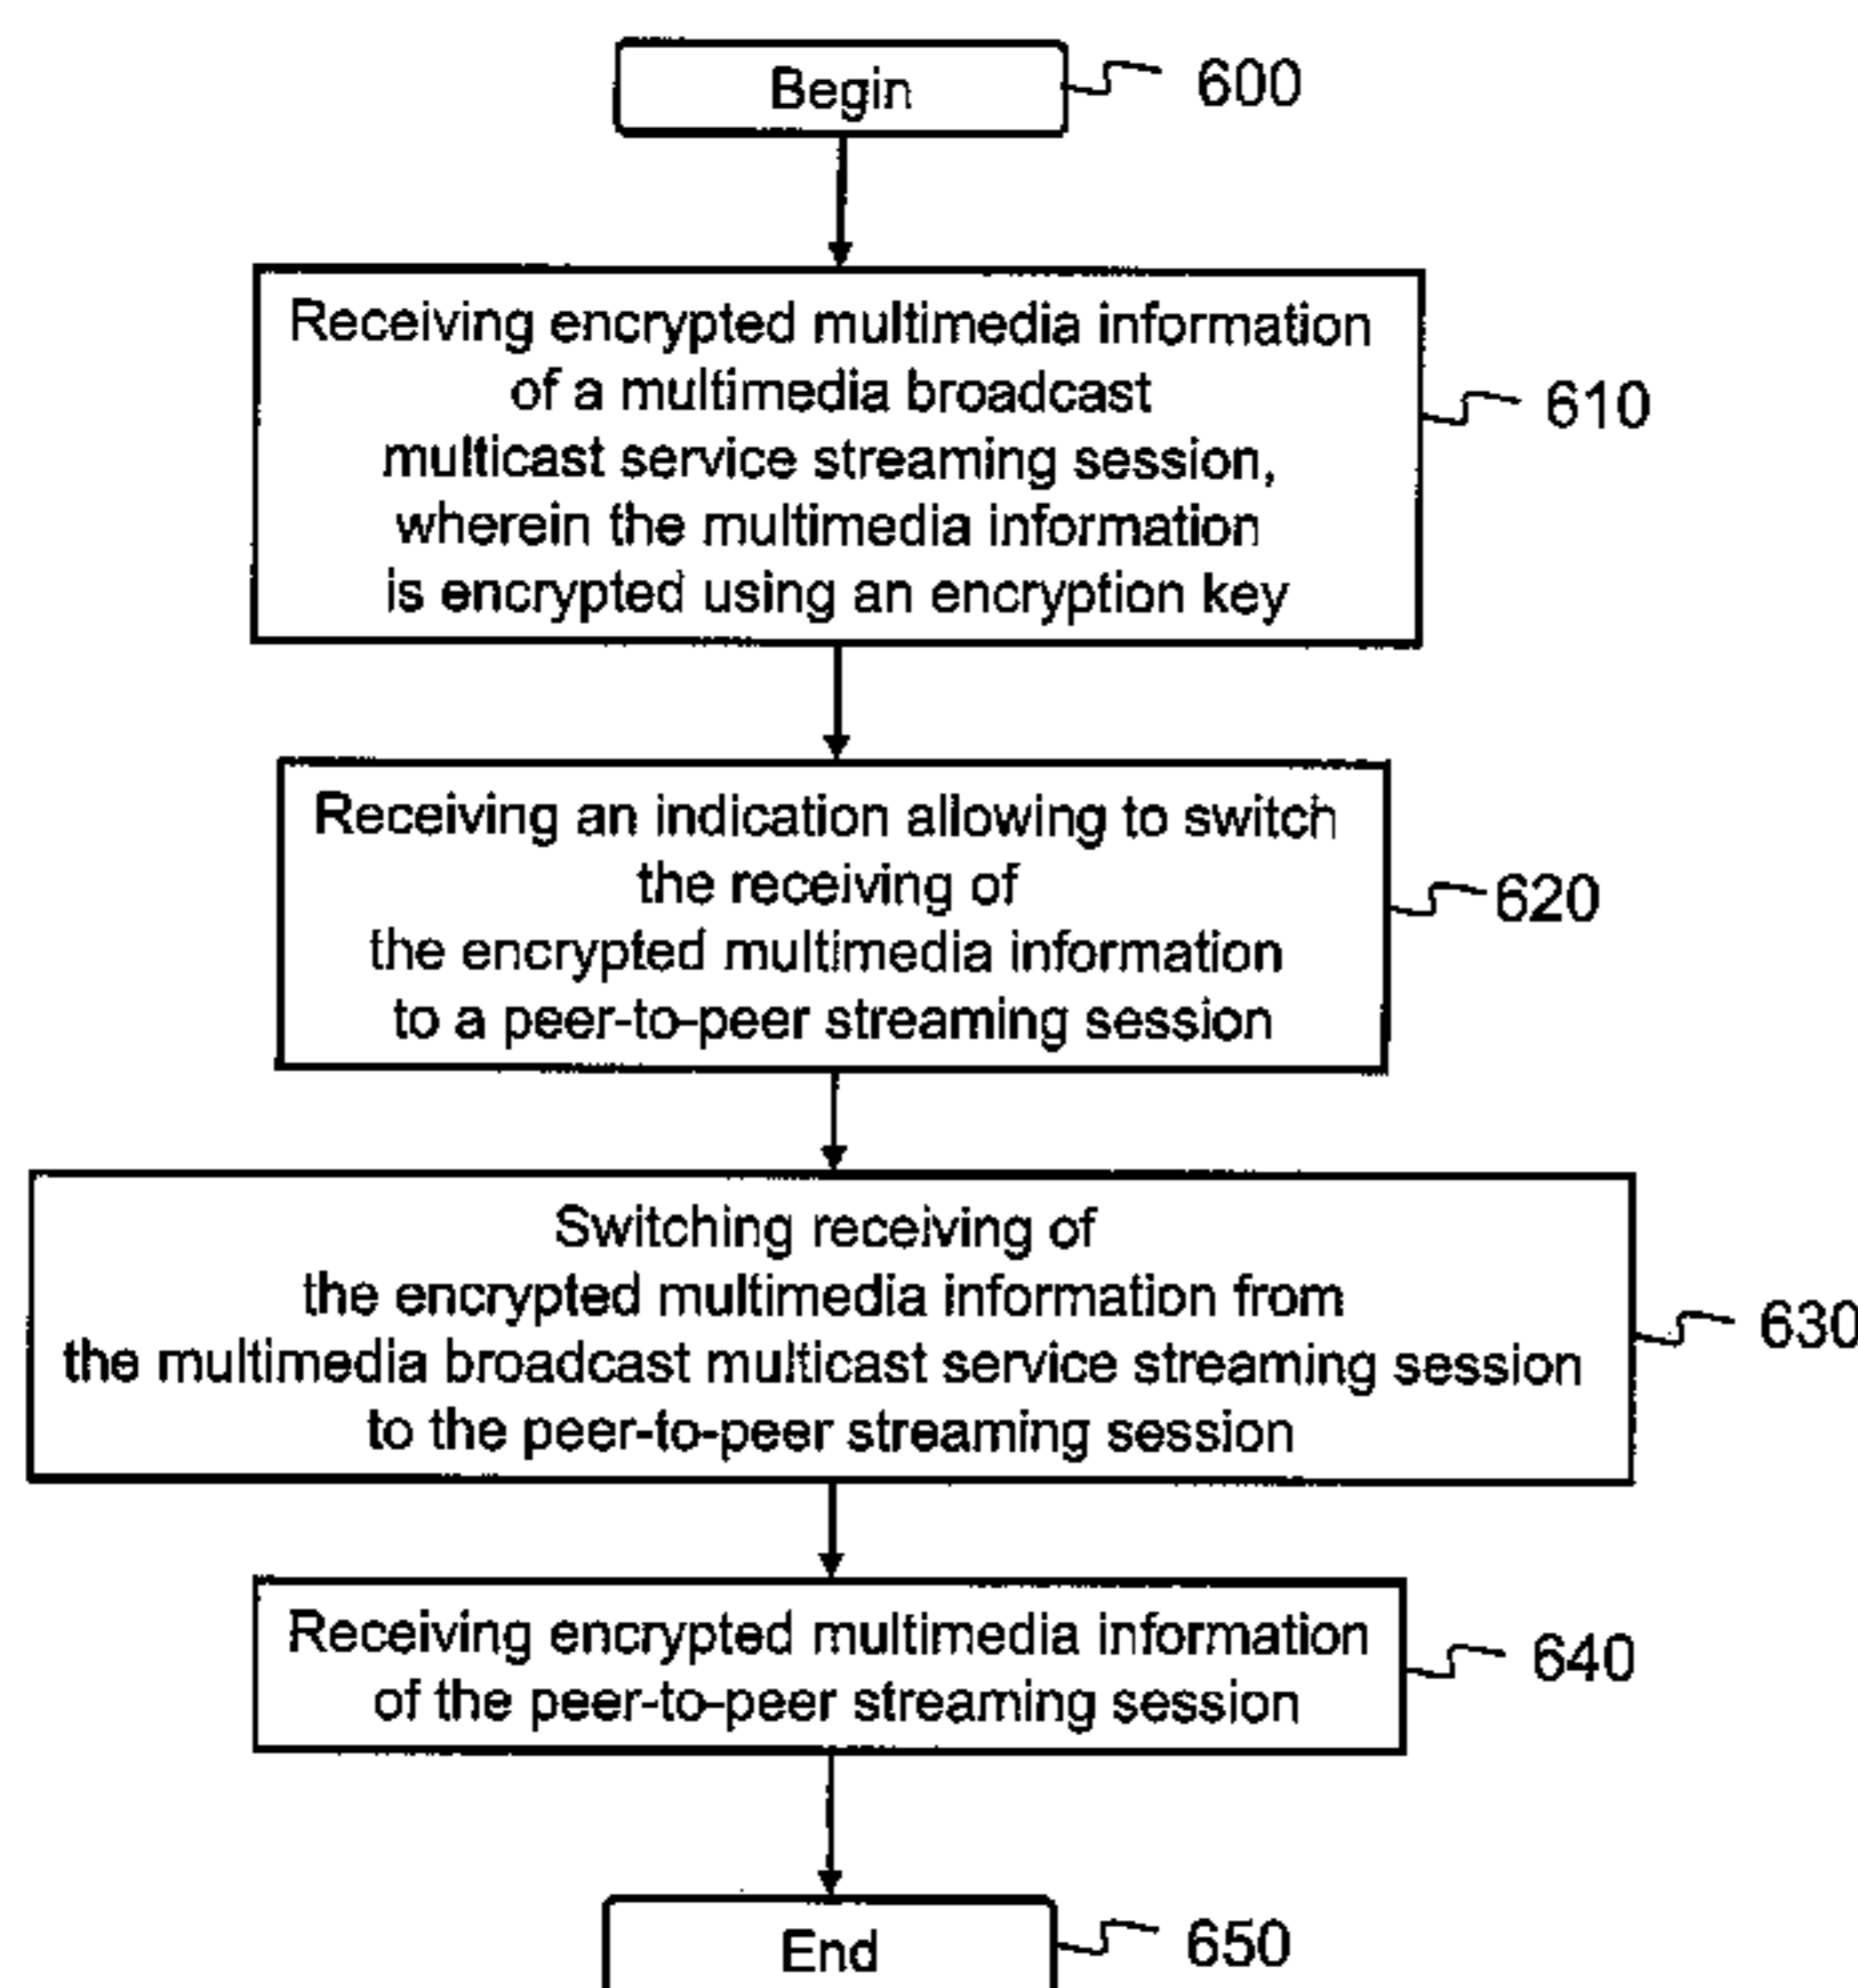 Begin
600
Receiving encrypted multimedia information
of a multimedia broadcast
multicast service streaming session,
wherein the multimedia information
is encrypted using an encryption key
610
Receiving an indication allowing to switch
the receiving of
the encrypted multimedia information
to a peer-to-peer streaming session
620
Switching receiving of
the encrypted multimedia information from
the multimedia broadcast multicast service streaming session
to the peer-to-peer streaming session
630
Receiving encrypted multimedia information
of the peer-to-peer streaming session
640
End
650